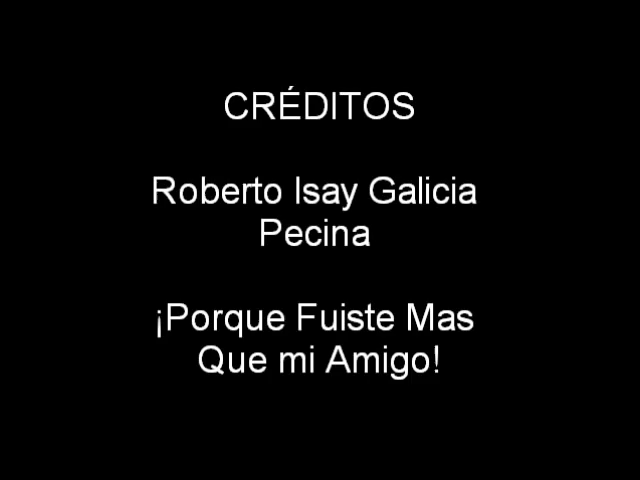 CRÉDITOS
Roberto Isay Galicia
Pecina
¡Porque Fuiste Mas
Que mi Amigo!